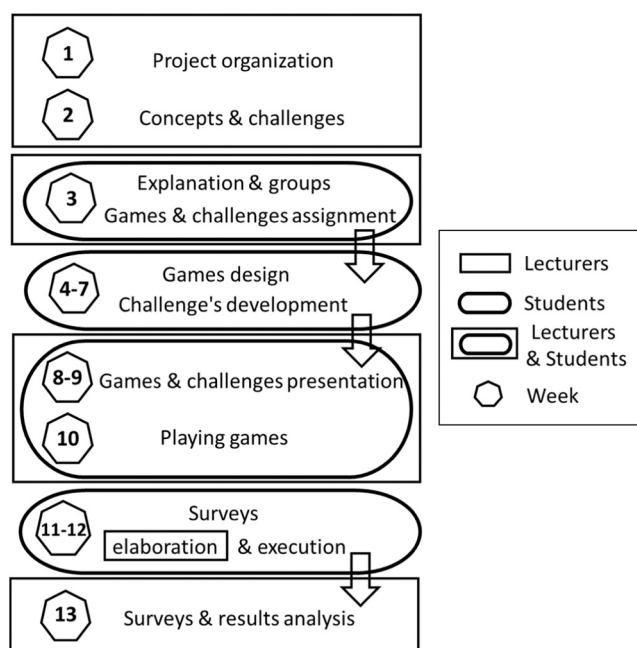 1
Project organization
2
Concepts & challenges
3
Explanation & groups
Games & challenges assignment
4-7
Games design
Challenge's development
8-9
Games & challenges presentation
10
Playing games
11-12
Surveys
elaboration & execution
13
Surveys & results analysis
Lecturers
Students
Lecturers
& Students
Week